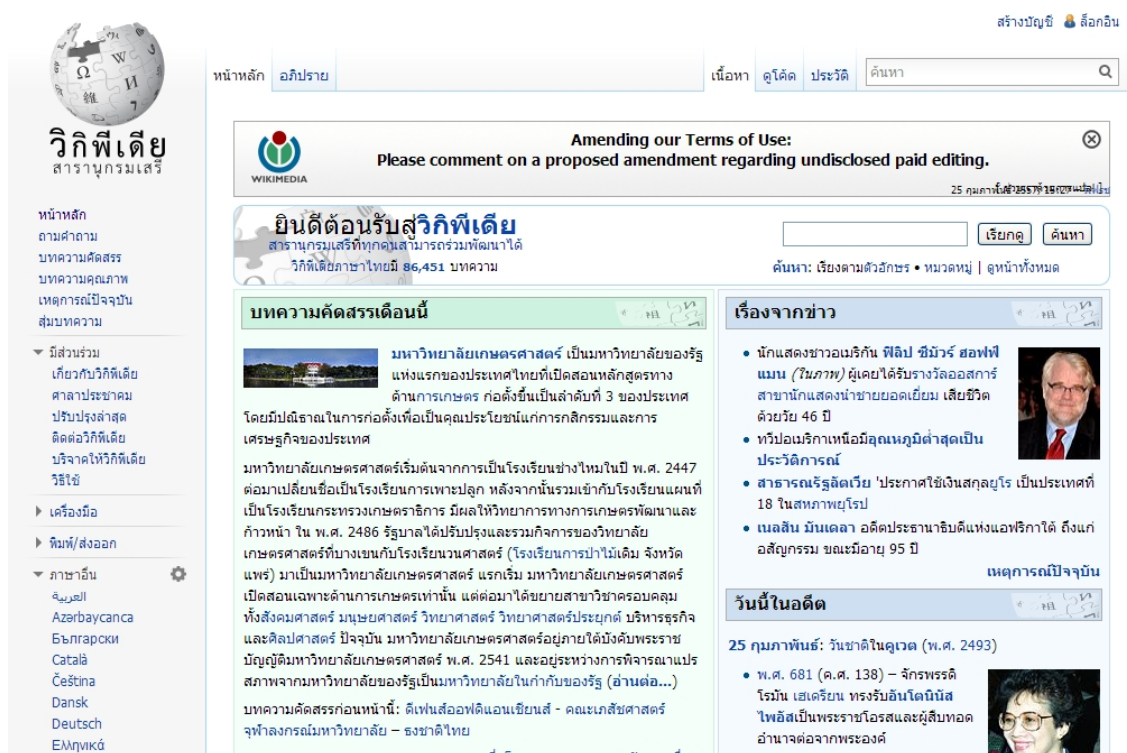 สร้างบัญชี ล็อกอิน
หน้าหลัก อภิปราย เนื้อหา ดูโค้ด ประวัติ ค้นหา
วิกิพีเดีย
สารานุกรมเสรี
หน้าหลัก
ถามคำถาม
บทความคัดสรร
บทความคุณภาพ
เหตุการณ์ปัจจุบัน
สุ่มบทความ
มีส่วนร่วม
เกี่ยวกับวิกิพีเดีย
ศาลาประชาคม
ปรับปรุงล่าสุด
ติดต่อวิกิพีเดีย
บริจาคให้วิกิพีเดีย
วิธีใช้
เครื่องมือ
พิมพ์/ส่งออก
ภาษาอื่น
العربية
Azərbaycanca
Български
Català
Čeština
Dansk
Deutsch
Ελληνικά
WIKIMEDIA
Amending our Terms of Use:
Please comment on a proposed amendment regarding undisclosed paid editing.
ยินดีต้อนรับสู่วิกิพีเดีย
สารานุกรมเสรีที่ทุกคนสามารถร่วมพัฒนาได้
วิกิพีเดียภาษาไทยมี 86,451 บทความ
เรียกดู ค้นหา
ค้นหา: เรียงตามตัวอักษร • หมวดหมู่ | ดูหน้าทั้งหมด
บทความคัดสรรเดือนนี้
มหาวิทยาลัยเกษตรศาสตร์ เป็นมหาวิทยาลัยของรัฐ
แห่งแรกของประเทศไทยที่เปิดสอนหลักสูตรทาง
ด้านการเกษตร ก่อตั้งขึ้นเป็นลำดับที่ 3 ของประเทศ
โดยมีปณิธานในการก่อตั้งเพื่อเป็นคุณประโยชน์แก่การกสิกรรมและการ
เศรษฐกิจของประเทศ
มหาวิทยาลัยเกษตรศาสตร์เริ่มต้นจากการเป็นโรงเรียนช่างไหมในปี พ.ศ. 2447
ต่อมาเปลี่ยนชื่อเป็นโรงเรียนการเพาะปลูก หลังจากนั้นรวมเข้ากับโรงเรียนแผนที่
เป็นโรงเรียนกระทรวงเกษตราธิการ มีผลให้วิทยาการทางการเกษตรพัฒนาและ
ก้าวหน้า ใน พ.ศ. 2486 รัฐบาลได้ปรับปรุงและรวมกิจการของวิทยาลัย
เกษตรศาสตร์ที่บางเขนกับโรงเรียนวนศาสตร์ (โรงเรียนการป่าไม้เดิม จังหวัด
แพร่) มาเป็นมหาวิทยาลัยเกษตรศาสตร์ แรกเริ่ม มหาวิทยาลัยเกษตรศาสตร์
เปิดสอนเฉพาะด้านการเกษตรเท่านั้น แต่ต่อมาได้ขยายสาขาวิชาครอบคลุม
ทั้งสังคมศาสตร์ มนุษยศาสตร์ วิทยาศาสตร์ วิทยาศาสตร์ประยุกต์ บริหารธุรกิจ
และศิลปศาสตร์ ปัจจุบัน มหาวิทยาลัยเกษตรศาสตร์อยู่ภายใต้บังคับพระราช
บัญญัติมหาวิทยาลัยเกษตรศาสตร์ พ.ศ. 2541 และอยู่ระหว่างการพิจารณาแปร
สภาพจากมหาวิทยาลัยของรัฐเป็นมหาวิทยาลัยในกำกับของรัฐ (อ่านต่อ...)
บทความคัดสรรก่อนหน้านี้: ดีเฟนส์ออฟดิแอนเชียนส์ - คณะเภสัชศาสตร์
จุฬาลงกรณ์มหาวิทยาลัย – ธงชาติไทย
เรื่องจากข่าว
นักแสดงชาวอเมริกัน ฟิลิป ซีมัวร์ ฮอฟฟ์
แมน (ในภาพ) ผู้เคยได้รับรางวัลออสการ์
สาขานักแสดงนำชายยอดเยี่ยม เสียชีวิต
ด้วยวัย 46 ปี
ทวีปอเมริกาเหนือมีอุณหภูมิต่ำสุดเป็น
ประวัติการณ์
สาธารณรัฐลัตเวีย 'ประกาศใช้เงินสกุลยูโร เป็นประเทศที่
18 ในสหภาพยุโรป
เนลสัน มันเดลา อดีตประธานาธิบดีแห่งแอฟริกาใต้ ถึงแก่
อสัญกรรม ขณะมีอายุ 95 ปี
เหตุการณ์ปัจจุบัน
วันนี้ในอดีต
25 กุมภาพันธ์: วันชาติในคูเวต (พ.ศ. 2493)
พ.ศ. 681 (ค.ศ. 138) – จักรพรรดิ
โรมัน เฮเดรียน ทรงรับอันโตนินัส
ไพอัสเป็นพระราชโอรสและผู้สืบทอด
อำนาจต่อจากพระองค์